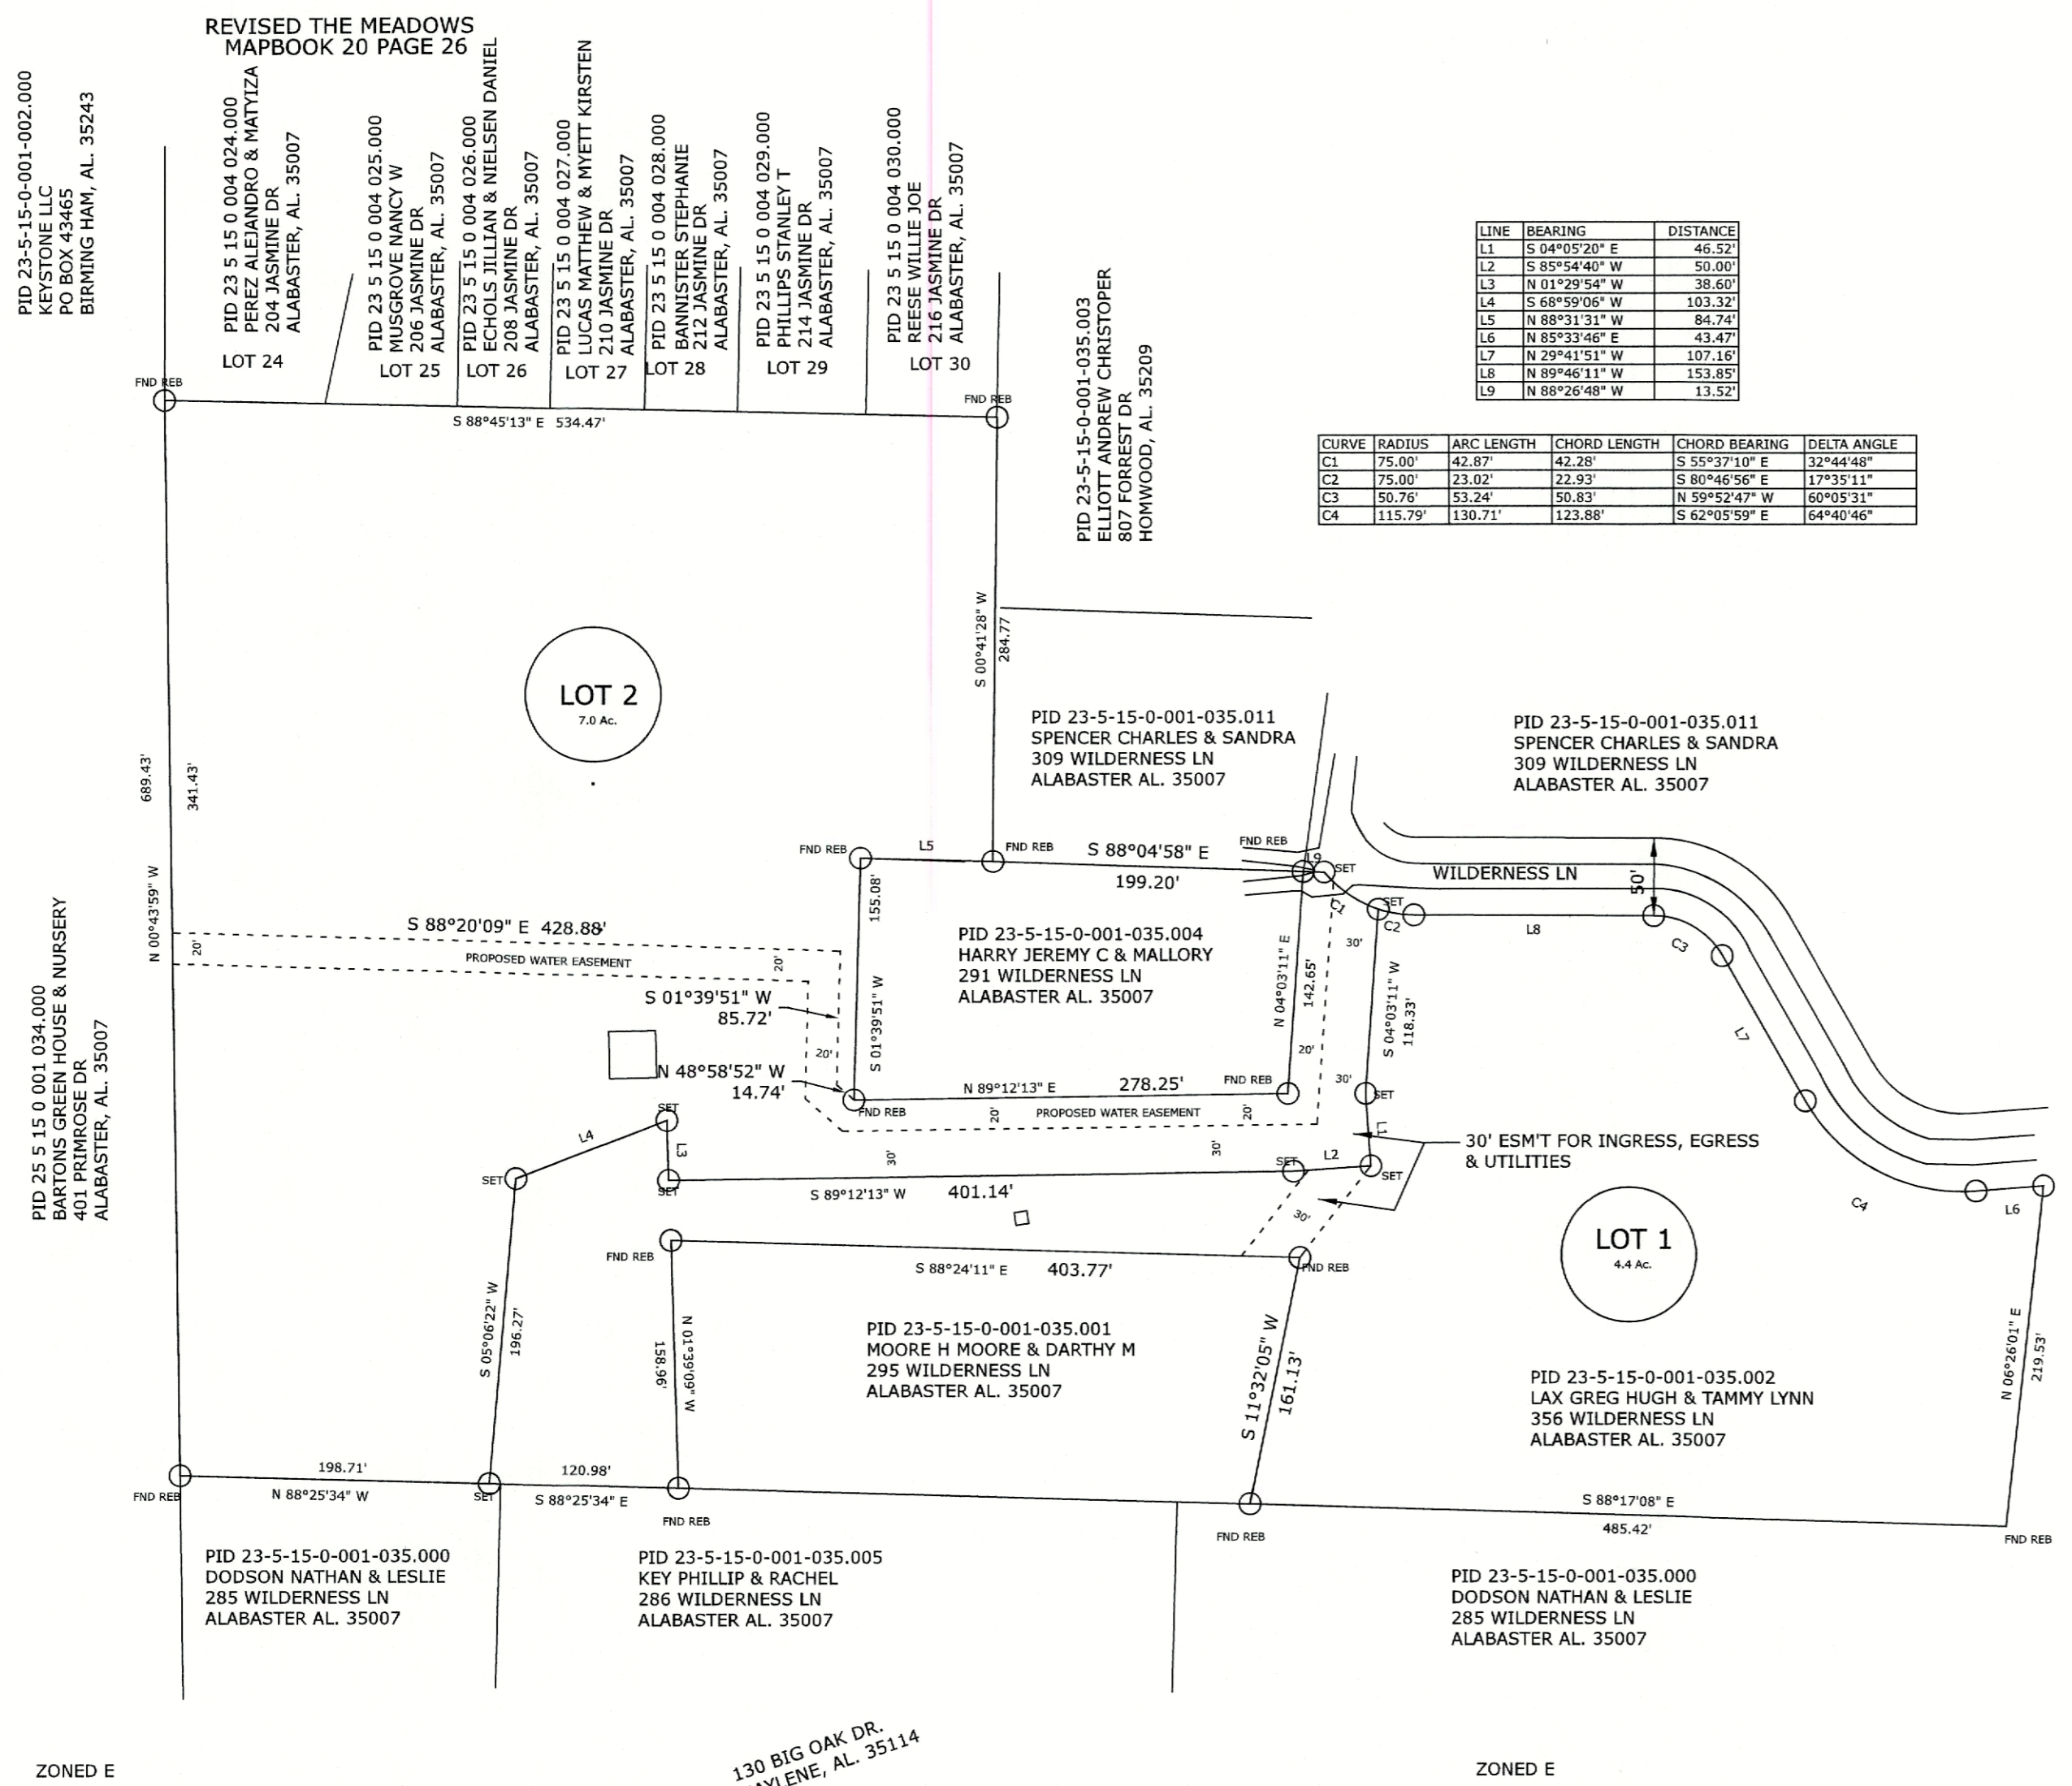 REVISED THE MEADOWS
MAPBOOK 20 PAGE 26
PID 23-5-15-0-001-002.000
KEYSTONE LLC
PO BOX 43465
BIRMING HAM, AL. 35243
PID 23 5 15 0 004 024.000
PEREZ ALEJANDRO & MATYIZA
204 JASMINE DR
ALABASTER, AL. 35007
LOT 24
PID 23 5 15 0 004 025.000
MUSGROVE NANCY W
206 JASMINE DR
ALABASTER, AL. 35007
LOT 25
PID 23 5 15 0 004 026.000
ECHOLS JILLIAN & NIELSEN DANIEL
208 JASMINE DR
ALABASTER, AL. 35007
LOT 26
PID 23 5 15 0 004 027.000
LUCAS MATTHEW & MYETT KIRSTEN
210 JASMINE DR
ALABASTER, AL. 35007
LOT 27
PID 23 5 15 0 004 028.000
BANNISTER STEPHANIE
212 JASMINE DR
ALABASTER, AL. 35007
LOT 28
PID 23 5 15 0 004 029.000
PHILLIPS STANLEY T
214 JASMINE DR
ALABASTER, AL. 35007
LOT 29
PID 23 5 15 0 004 030.000
REESE WILLIE JOE
216 JASMINE DR
ALABASTER, AL. 35007
LOT 30
PID 23-5-15-0-001-035.003
ELLIOTT ANDREW CHRISTOPER
807 FORREST DR
HOMWOOD, AL. 35209
LINE BEARING DISTANCE
L1 S 04°05'20" E 46.52'
L2 S 85°54'40" W 50.00'
L3 N 01°29'54" W 38.60'
L4 S 68°59'06" W 103.32'
L5 N 88°31'31" W 84.74'
L6 N 85°33'46" E 43.47'
L7 N 29°41'51" W 107.16'
L8 N 89°46'11" W 153.85'
L9 N 88°26'48" W 13.52'
CURVE RADIUS ARC LENGTH CHORD LENGTH CHORD BEARING DELTA ANGLE
C1 75.00' 42.87' 42.28' S 55°37'10" E 32°44'48"
C2 75.00' 23.02' 22.93' S 80°46'56" E 17°35'11"
C3 50.76' 53.24' 50.83' N 59°52'47" W 60°05'31"
C4 115.79' 130.71' 123.88' S 62°05'59" E 64°40'46"
FND REB
FND REB
S 88°45'13" E 534.47'
S 00°41'28" W
284.77
LOT 2
7.0 Ac.
689.43'
341.43'
N 00°43'59" W
PID 23-5-15-0-001-035.011
SPENCER CHARLES & SANDRA
309 WILDERNESS LN
ALABASTER AL. 35007
PID 23-5-15-0-001-035.011
SPENCER CHARLES & SANDRA
309 WILDERNESS LN
ALABASTER AL. 35007
FND REB
L5
FND REB
S 88°04'58" E
199.20'
FND REB
L9
SET
WILDERNESS LN
50'
C1
SET
C2
L8
C3
L7
C4
L6
155.08'
S 01°39'51" W
S 88°20'09" E 428.88'
PROPOSED WATER EASEMENT
20'
20'
S 01°39'51" W
85.72'
20'
N 48°58'52" W
14.74'
PID 23-5-15-0-001-035.004
HARRY JEREMY C & MALLORY
291 WILDERNESS LN
ALABASTER AL. 35007
N 04°03'11" E
142.65'
30'
S 04°03'11" W
118.33'
20'
30'
FND REB
N 89°12'13" E
278.25'
FND REB
SET
20'
PROPOSED WATER EASEMENT
20'
L1
30' ESM'T FOR INGRESS, EGRESS
& UTILITIES
PID 25 5 15 0 001 034.000
BARTONS GREEN HOUSE & NURSERY
401 PRIMROSE DR
ALABASTER, AL. 35007
SET
L4
L3
SET
SET
30'
30'
S 89°12'13" W
401.14'
SET
L2
SET
30'
FND REB
S 88°24'11" E
403.77'
FND REB
LOT 1
4.4 Ac.
S 05°06'22" W
196.27'
N 01°39'09" W
158.96'
PID 23-5-15-0-001-035.001
MOORE H MOORE & DARTHY M
295 WILDERNESS LN
ALABASTER AL. 35007
S 11°32'05" W
161.13'
PID 23-5-15-0-001-035.002
LAX GREG HUGH & TAMMY LYNN
356 WILDERNESS LN
ALABASTER AL. 35007
N 06°26'01" E
219.53'
FND REB
198.71'
N 88°25'34" W
SET
120.98'
S 88°25'34" E
FND REB
FND REB
S 88°17'08" E
485.42'
FND REB
PID 23-5-15-0-001-035.000
DODSON NATHAN & LESLIE
285 WILDERNESS LN
ALABASTER AL. 35007
PID 23-5-15-0-001-035.005
KEY PHILLIP & RACHEL
286 WILDERNESS LN
ALABASTER AL. 35007
PID 23-5-15-0-001-035.000
DODSON NATHAN & LESLIE
285 WILDERNESS LN
ALABASTER AL. 35007
130 BIG OAK DR.
AL. 35114
ZONED E
ZONED E